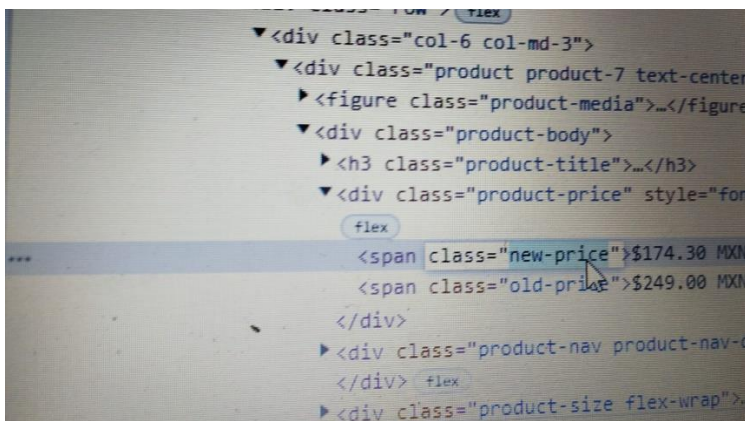 flex
▼<div class="col-6 col-md-3">
▼<div class="product product-7 text-center
▶<figure class="product-media">…</figure
▼<div class="product-body">
▶<h3 class="product-title">…</h3>
▼<div class="product-price" style="for
flex
<span class="new-price">$174.30 MXN
<span class="old-price">$249.00 MXN
</div>
▶<div class="product-nav product-nav-
</div> flex
▶<div class="product-size flex-wrap">…